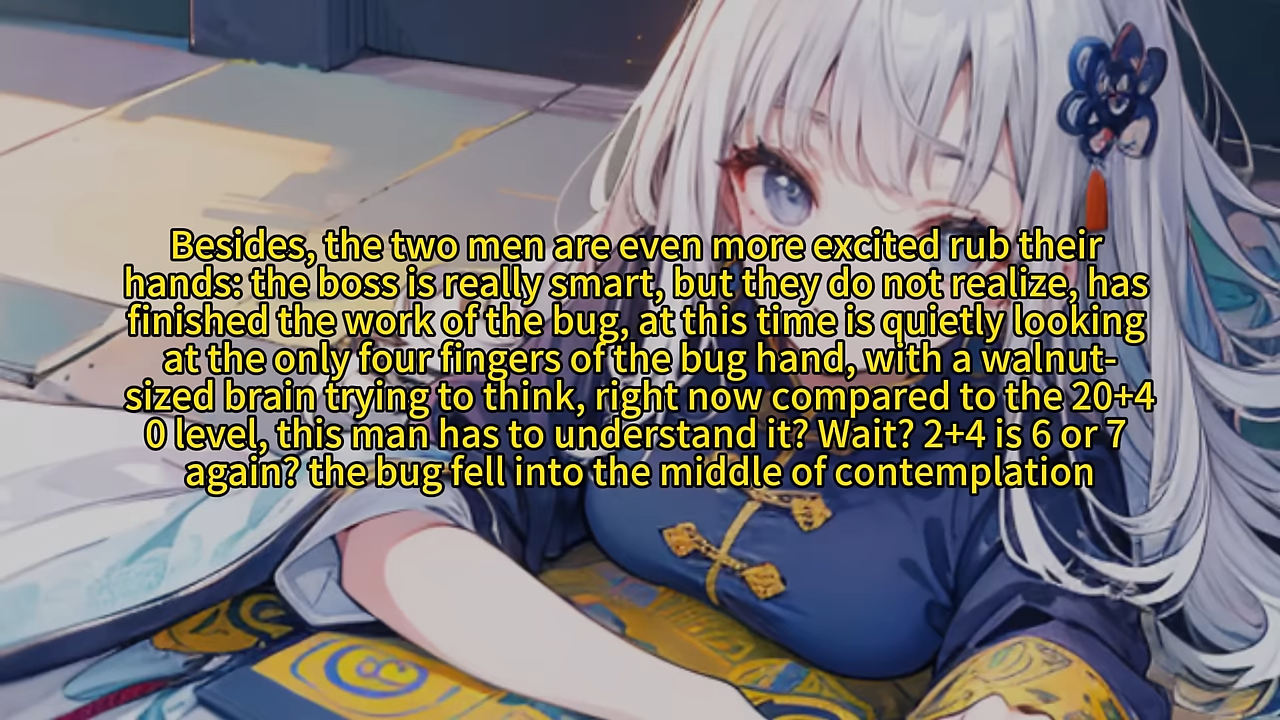 Besides, the two men are even more excited rub their
hands: the boss is really smart, but they do not realize, has
finished the work of the bug, at this time is quietly looking
at the only four fingers of the bug hand, with a walnut-
sized brain trying to think, right now compared to the 20+4
0 level, this man has to understand it? Wait? 2+4 is 6 or 7
again? the bug fell into the middle of contemplation